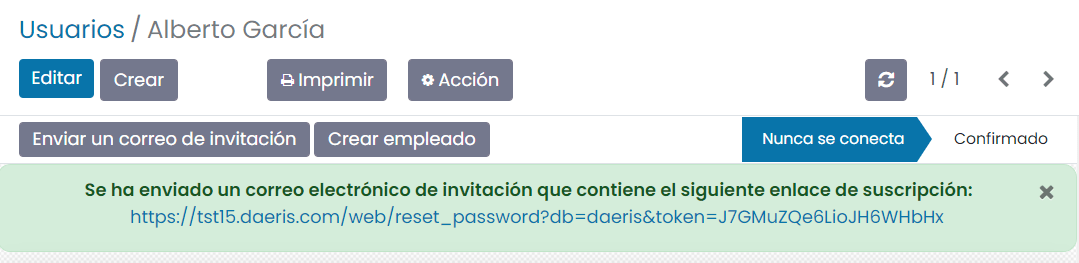 Usuarios / Alberto García
Editar Crear Imprimir Acción 1 / 1
Enviar un correo de invitación Crear empleado Nunca se conecta Confirmado
Se ha enviado un correo electrónico de invitación que contiene el siguiente enlace de suscripción:
https://tst15.daeris.com/web/reset_password?db=daeris&token=J7GMuZQe6LioJH6WHbHx